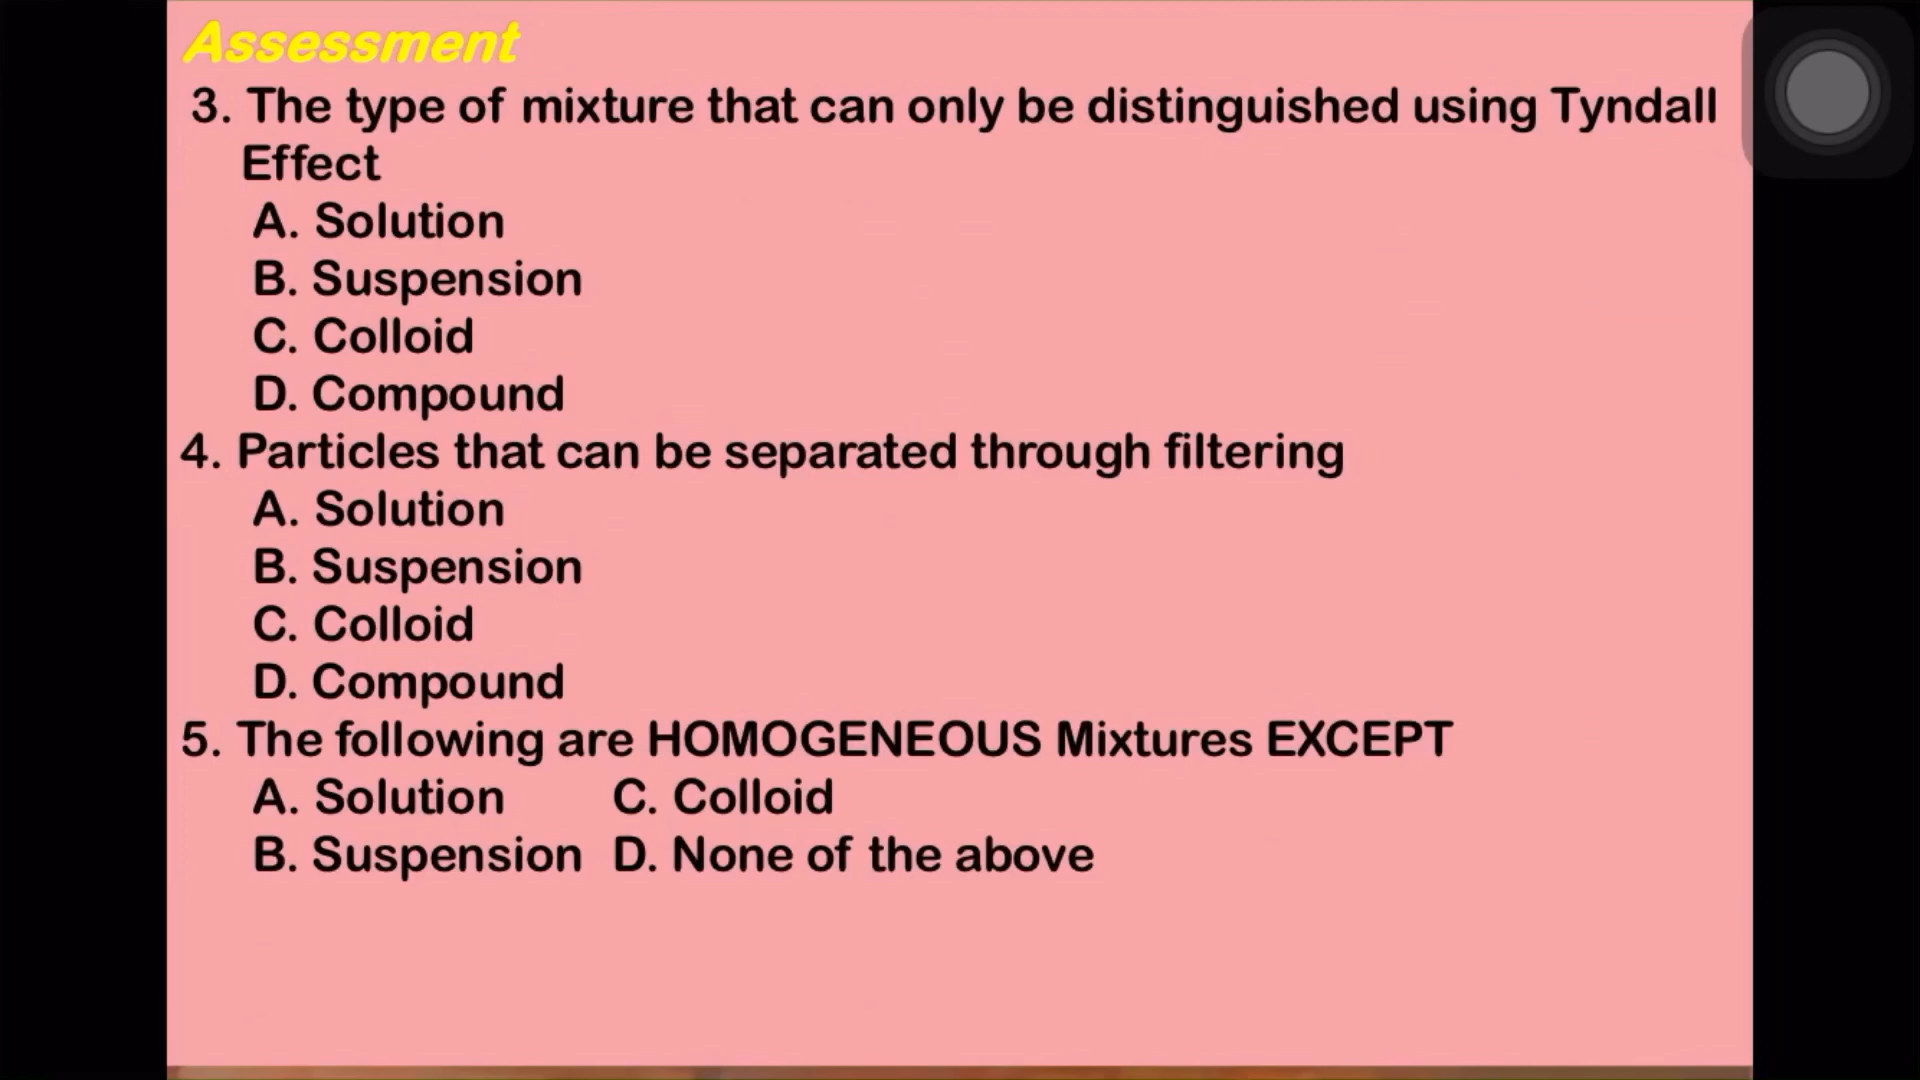 Assessment
3. The type of mixture that can only be distinguished using Tyndall
Effect
A. Solution
B. Suspension
C. Colloid
D. Compound
4. Particles that can be separated through filtering
A. Solution
B. Suspension
C. Colloid
D. Compound
5. The following are HOMOGENEOUS Mixtures EXCEPT
A. Solution C. Colloid
B. Suspension D. None of the above